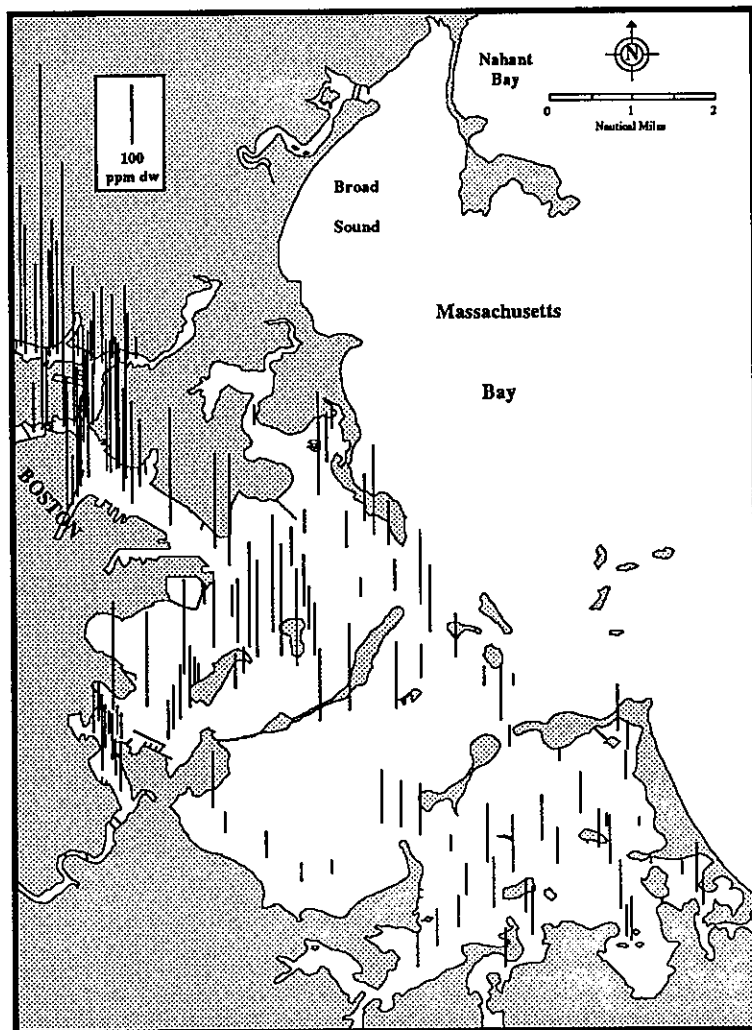 Nahant
Bay
N
0 1 2
Nautical Miles
100
ppm dw
Broad
Sound
Massachusetts
Bay
BOSTON